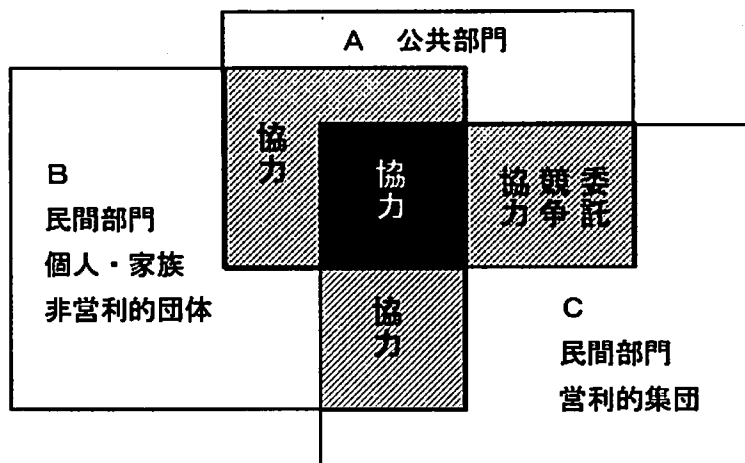 A 公共部門
協力
協力
委託
競争
協力
B
民間部門
個人・家族
非営利的団体
協力
C
民間部門
営利的集団